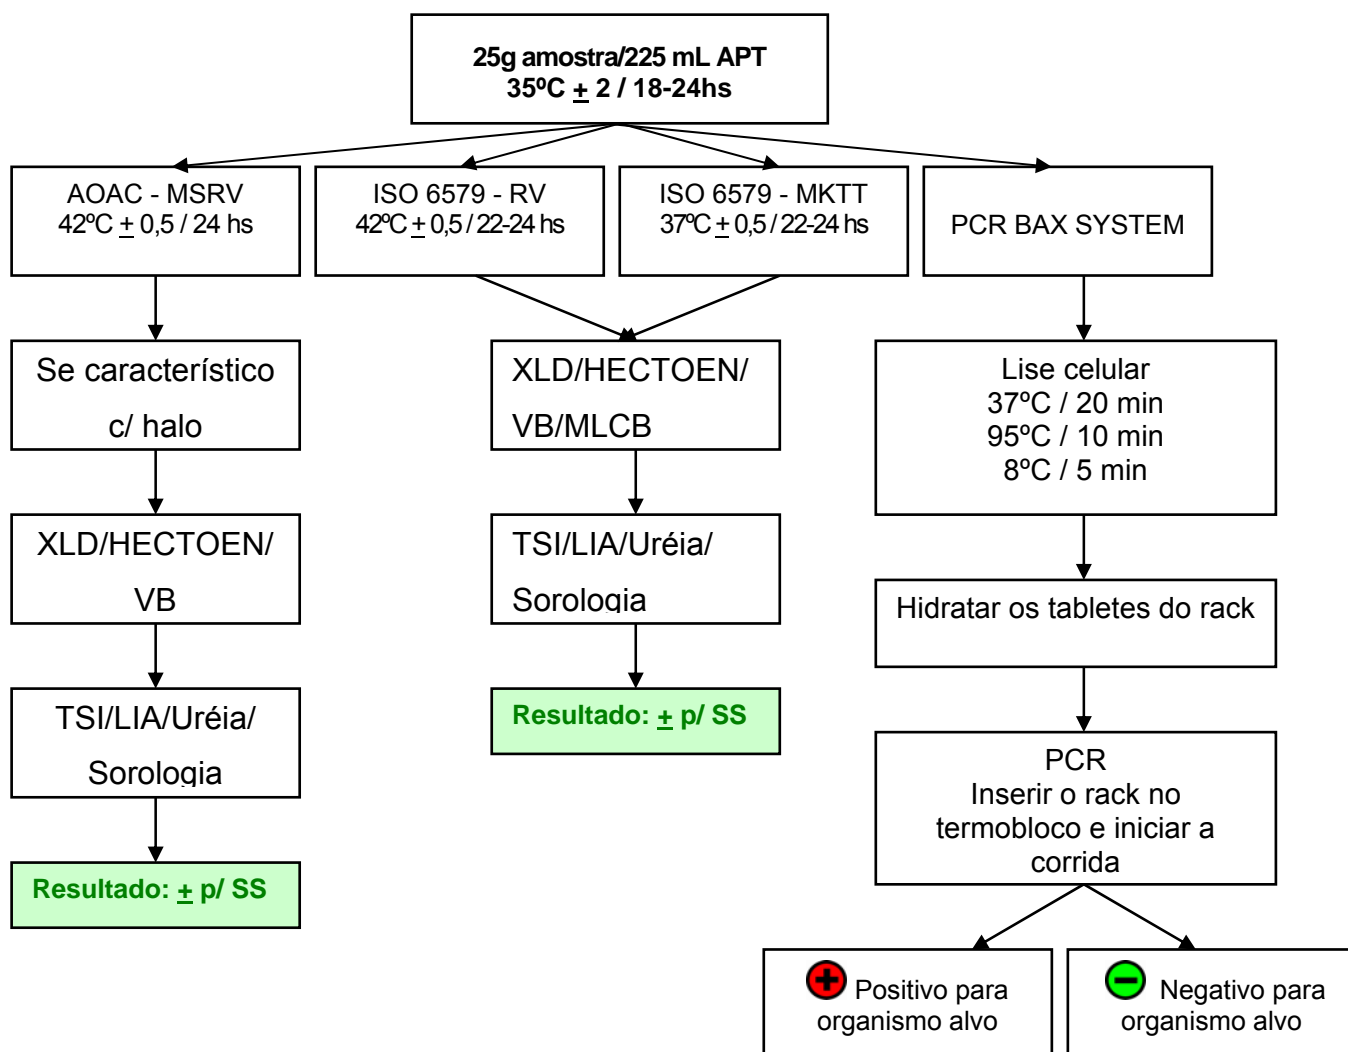 25g amostra/225 mL APT
35ºC ± 2 / 18-24hs
AOAC - MSRV
42ºC ± 0,5 / 24 hs
ISO 6579 - RV
42ºC ± 0,5 / 22-24 hs
ISO 6579 - MKTT
37ºC ± 0,5 / 22-24 hs
PCR BAX SYSTEM
Se característico
c/ halo
XLD/HECTOEN/
VB/MLCB
Lise celular
37ºC / 20 min
95ºC / 10 min
8ºC / 5 min
XLD/HECTOEN/
VB
TSI/LIA/Uréia/
Sorologia
Hidratar os tabletes do rack
TSI/LIA/Uréia/
Sorologia
Resultado: ± p/ SS
PCR
Inserir o rack no
termobloco e iniciar a
corrida
Resultado: ± p/ SS
Positivo para
organismo alvo
Negativo para
organismo alvo